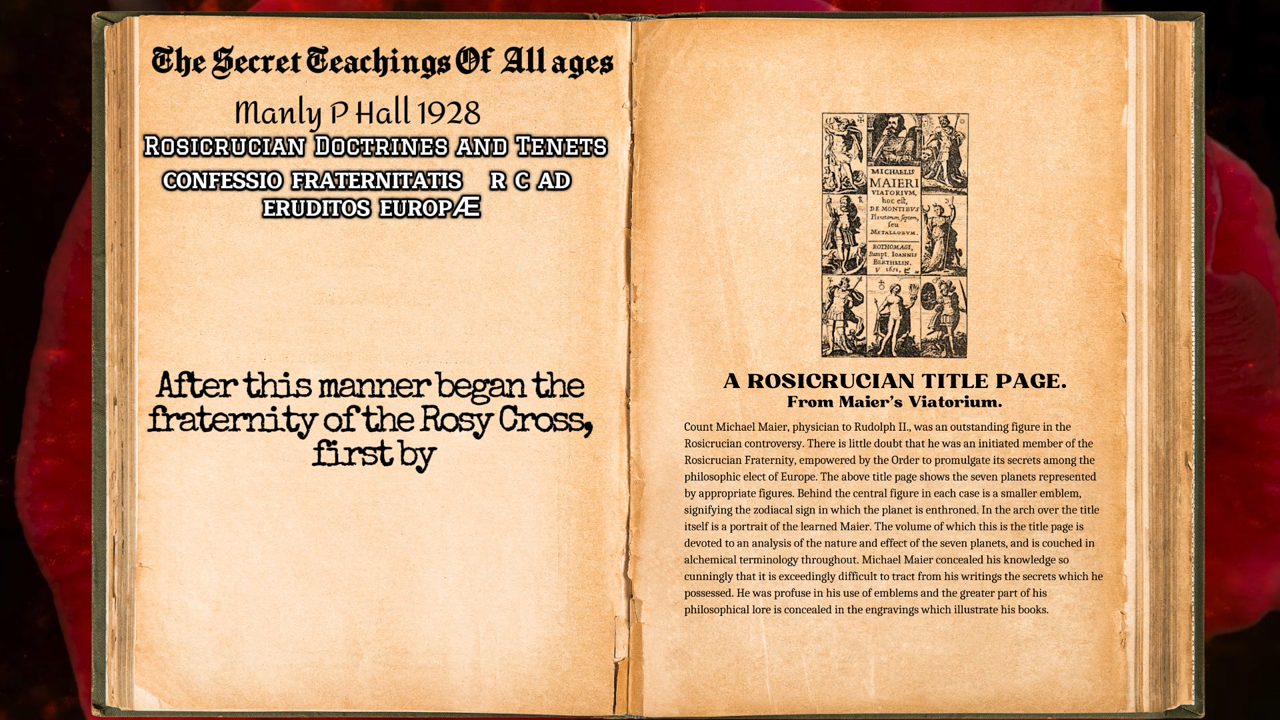 The Secret Teachings Of All ages
Manly P Hall 1928
ROSICRUCIAN DOCTRINES AND TENETS
CONFESSIO FRATERNITATIS R C AD
ERUDITOS EUROPÆ
After this manner began the
fraternity of the Rosy Cross,
first by
MICHAELIS
MAIERI
VIATORIVM,
hoc est,
DE MONTIBVS
Planetarum septem,
seu
METALLORVM.
ROTHOMAGI,
Sumpt. IOANNIS
BERTHELIN,
A ROSICRUCIAN TITLE PAGE.
From Maier's Viatorium.
Count Michael Maier, physician to Rudolph II., was an outstanding figure in the
Rosicrucian controversy. There is little doubt that he was an initiated member of the
Rosicrucian Fraternity, empowered by the Order to promulgate its secrets among the
philosophic elect of Europe. The above title page shows the seven planets represented
by appropriate figures. Behind the central figure in each case is a smaller emblem,
signifying the zodiacal sign in which the planet is enthroned. In the arch over the title
itself is a portrait of the learned Maier. The volume of which this is the title page is
devoted to an analysis of the nature and effect of the seven planets, and is couched in
alchemical terminology throughout. Michael Maier concealed his knowledge so
cunningly that it is exceedingly difficult to tract from his writings the secrets which he
possessed. He was profuse in his use of emblems and the greater part of his
philosophical lore is concealed in the engravings which illustrate his books.